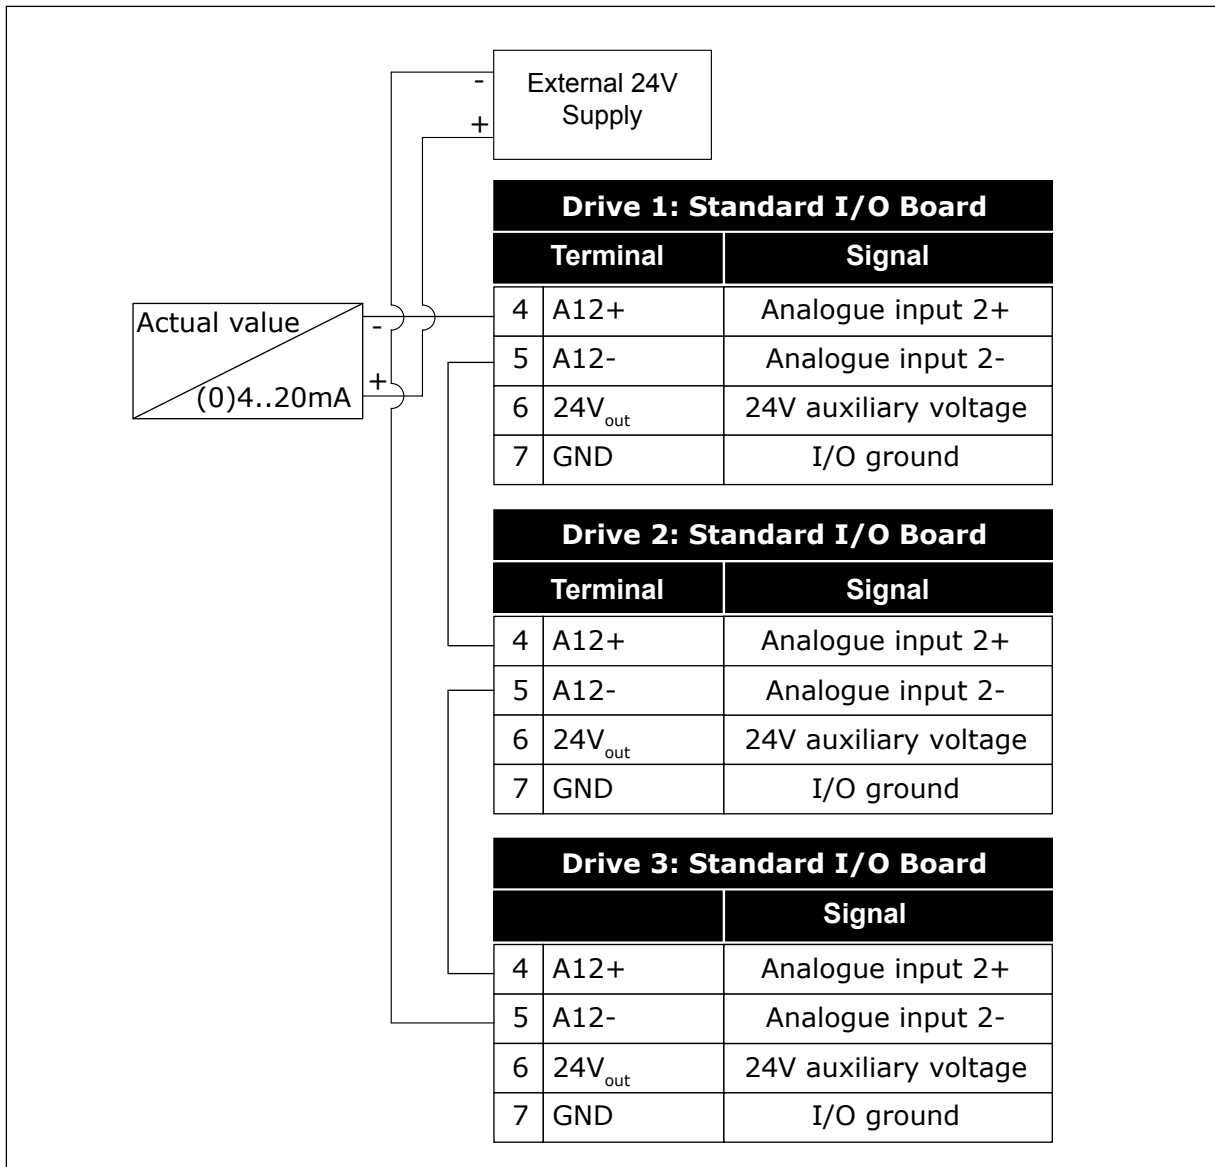 -
External 24V
Supply
+
Drive 1: Standard I/O Board
Terminal Signal
4 A12+ Analogue input 2+
Actual value -
5 A12- Analogue input 2-
+
(0)4..20mA
6 24Vout 24V auxiliary voltage
7 GND I/O ground
Drive 2: Standard I/O Board
Terminal Signal
4 A12+ Analogue input 2+
5 A12- Analogue input 2-
6 24Vout 24V auxiliary voltage
7 GND I/O ground
Drive 3: Standard I/O Board
Signal
4 A12+ Analogue input 2+
5 A12- Analogue input 2-
6 24Vout 24V auxiliary voltage
7 GND I/O ground